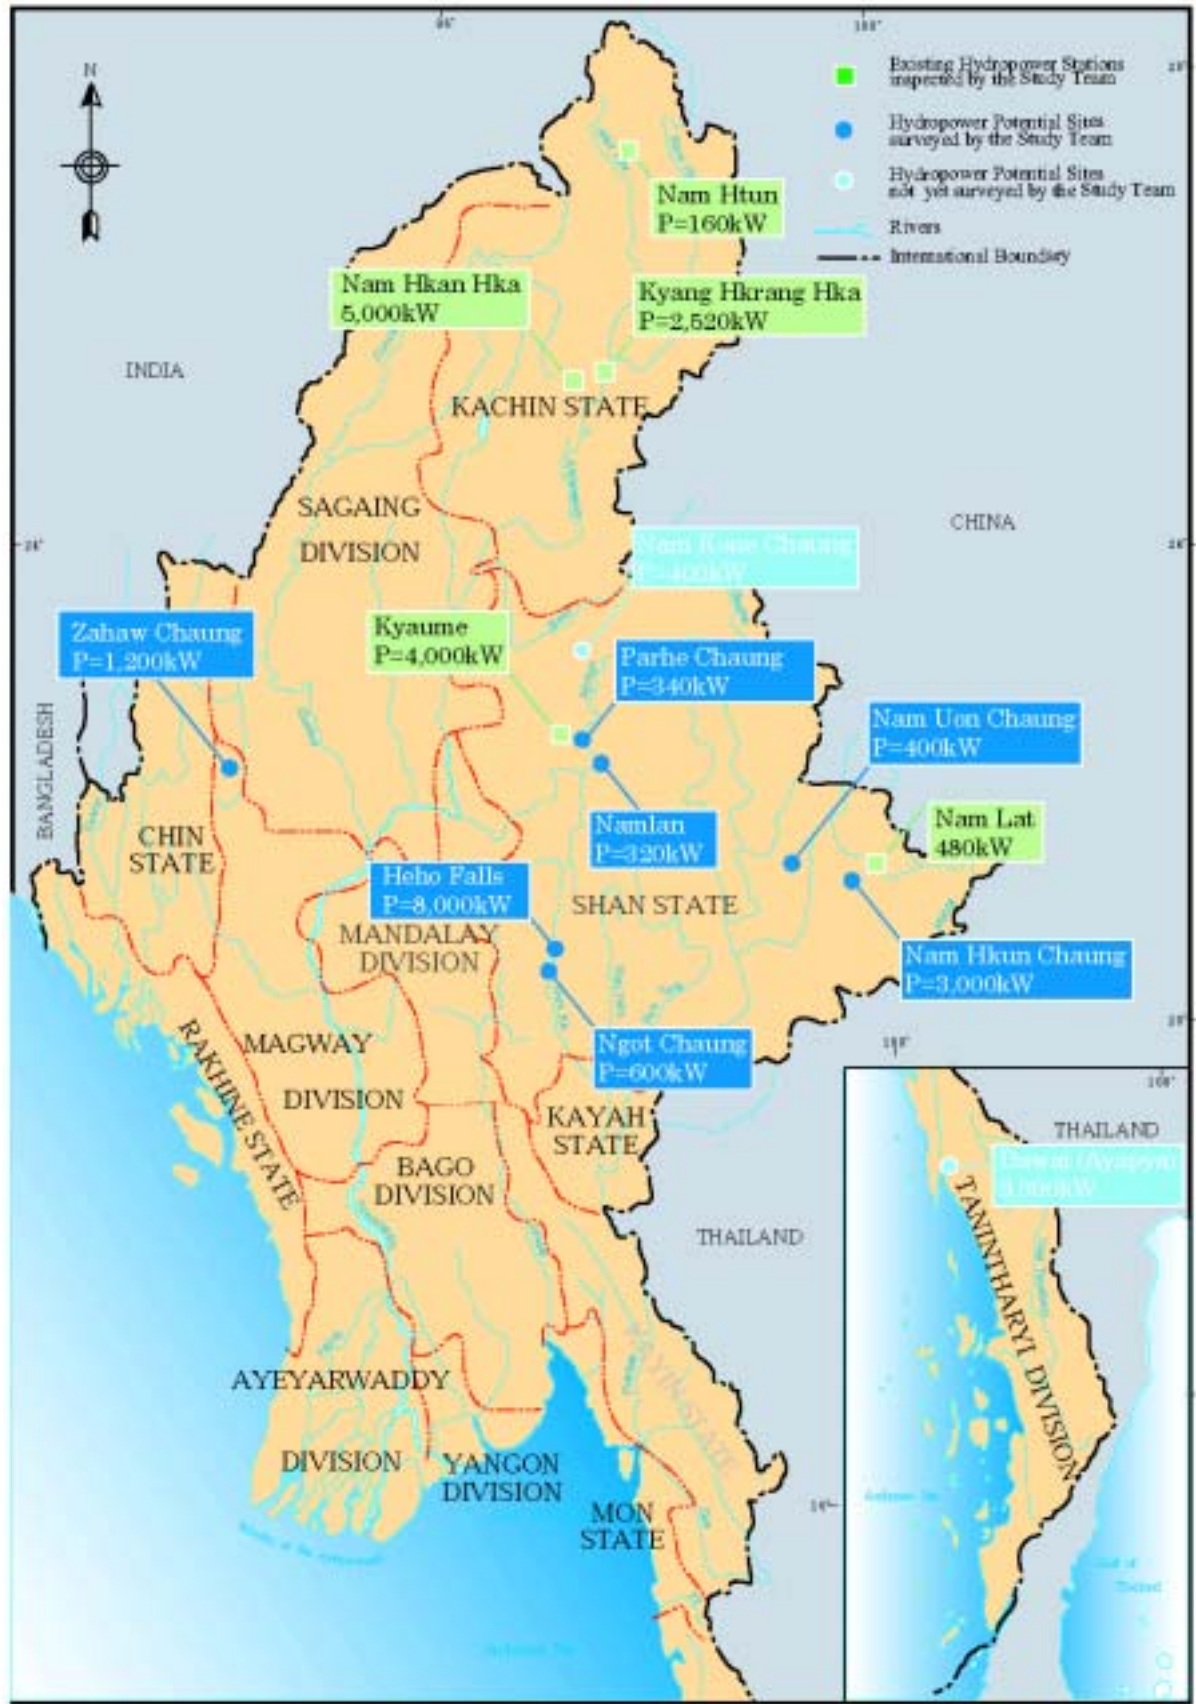 N
Existing Hydropower Stations
inspected by the Study Team
Hydropower Potential Sites
surveyed by the Study Team
Hydropower Potential Sites
not yet surveyed by the Study Team
Rivers
International Boundary
Nam Htun
P=160kW
Nam Hkan Hka
5,000kW
Kyang Hkrang Hka
P=2,520kW
INDIA
KACHIN STATE
SAGAING
DIVISION
CHINA
Chaung
Zahaw Chaung
P=1,200kW
Kyaume
P=4,000kW
Parhe Chaung
P=340kW
Nam Uon Chaung
P=400kW
BANGLADESH
Namlan
P=320kW
Nam Lat
480kW
CHIN
STATE
Heho Falls
P=8,000kW
SHAN STATE
MANDALAY
DIVISION
Nam Hkun Chaung
P=3,000kW
Ngot Chaung
P=600kW
RAKHINE STATE
MAGWAY
DIVISION
KAYAH
STATE
BAGO
DIVISION
THAILAND
THAILAND
TANINTHARYI DIVISION
AYEYARWADDY
DIVISION
YANGON
DIVISION
MON
STATE
Gulf of